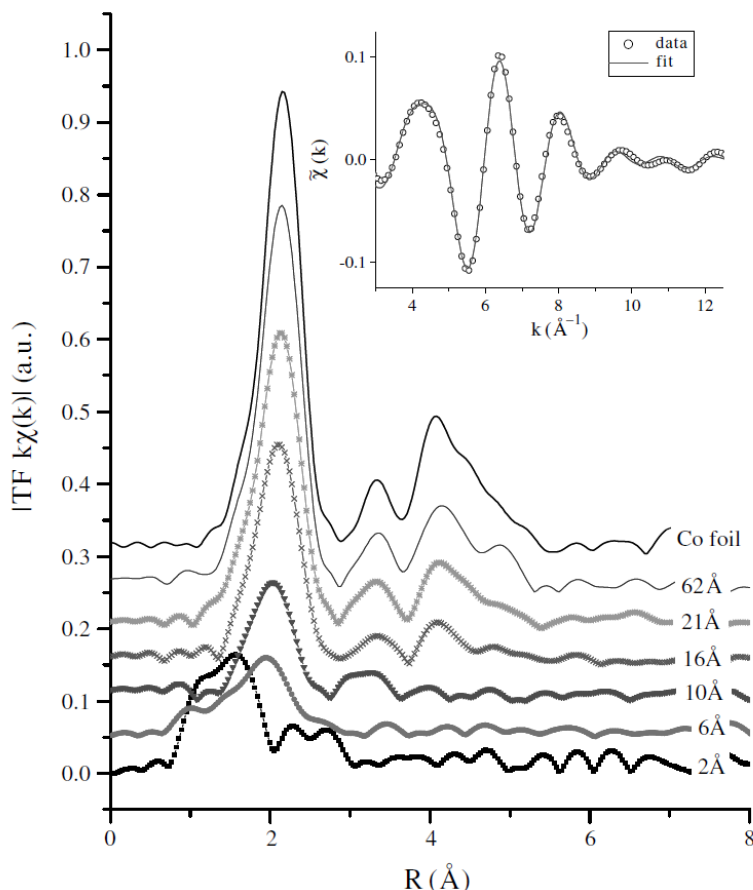 1.0
0.9
0.8
0.7
0.6
0.5
0.4
0.3
0.2
0.1
0.0
|TF kχ(k)| (a.u.)
0 2 4 6 8
R (Å)
Co foil
62Å
21Å
16Å
10Å
6Å
2Å
data
fit
0.1
0.0
-0.1
χ̃ (k)
4 6 8 10 12
k (Å⁻¹)